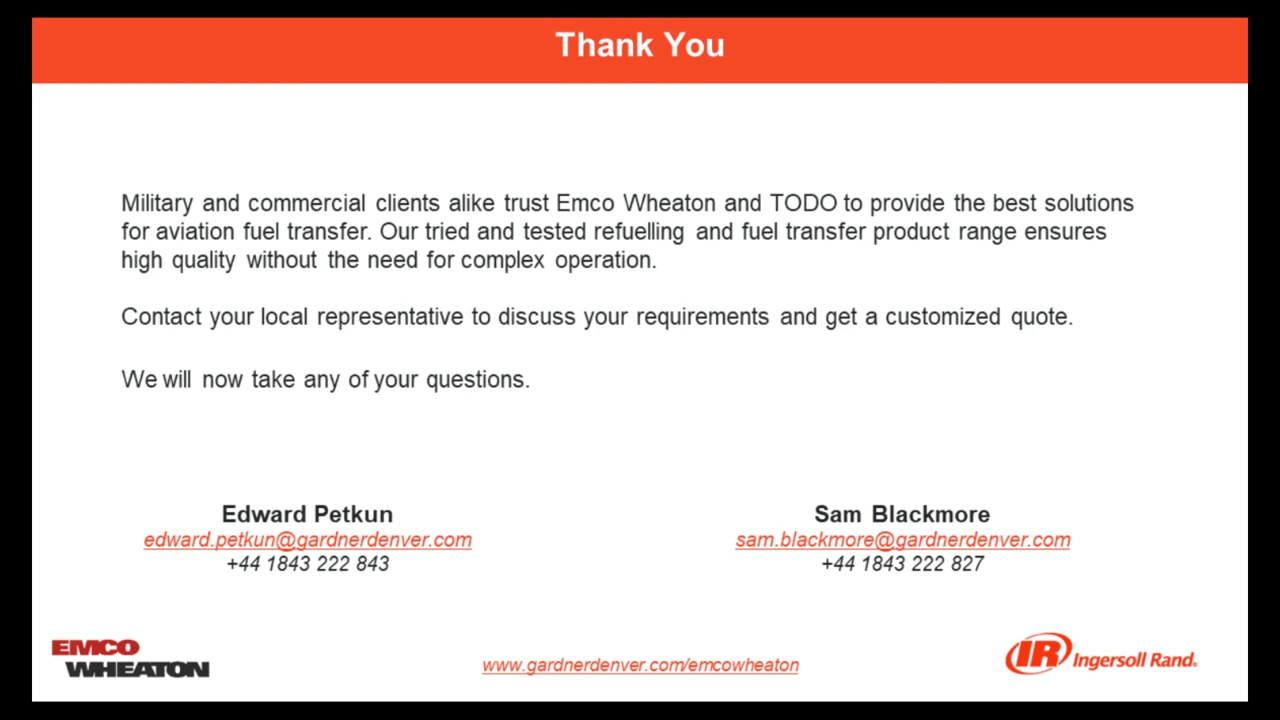 Thank You
Military and commercial clients alike trust Emco Wheaton and TODO to provide the best solutions
for aviation fuel transfer. Our tried and tested refuelling and fuel transfer product range ensures
high quality without the need for complex operation.
Contact your local representative to discuss your requirements and get a customized quote.
We will now take any of your questions.
Edward Petkun
edward.petkun@gardnerdenver.com
+44 1843 222 843
Sam Blackmore
sam.blackmore@gardnerdenver.com
+44 1843 222 827
EMCO
WHEATON
www.gardnerdenver.com/emcowheaton
IR Ingersoll Rand®